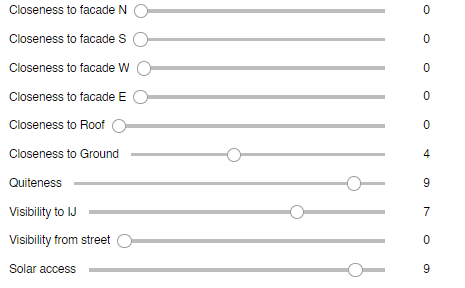 Closeness to facade N 0
Closeness to facade S 0
Closeness to facade W 0
Closeness to facade E 0
Closeness to Roof 0
Closeness to Ground 4
Quiteness 9
Visibility to IJ 7
Visibility from street 0
Solar access 9